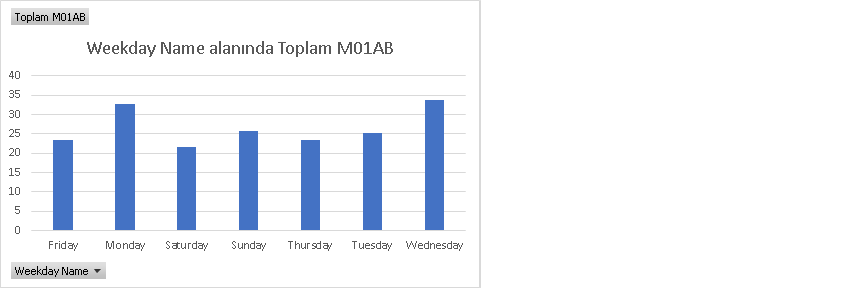 Toplam M01AB
Weekday Name alanında Toplam M01AB
40
35
30
25
20
15
10
5
0
Friday Monday Saturday Sunday Thursday Tuesday Wednesday
Weekday Name